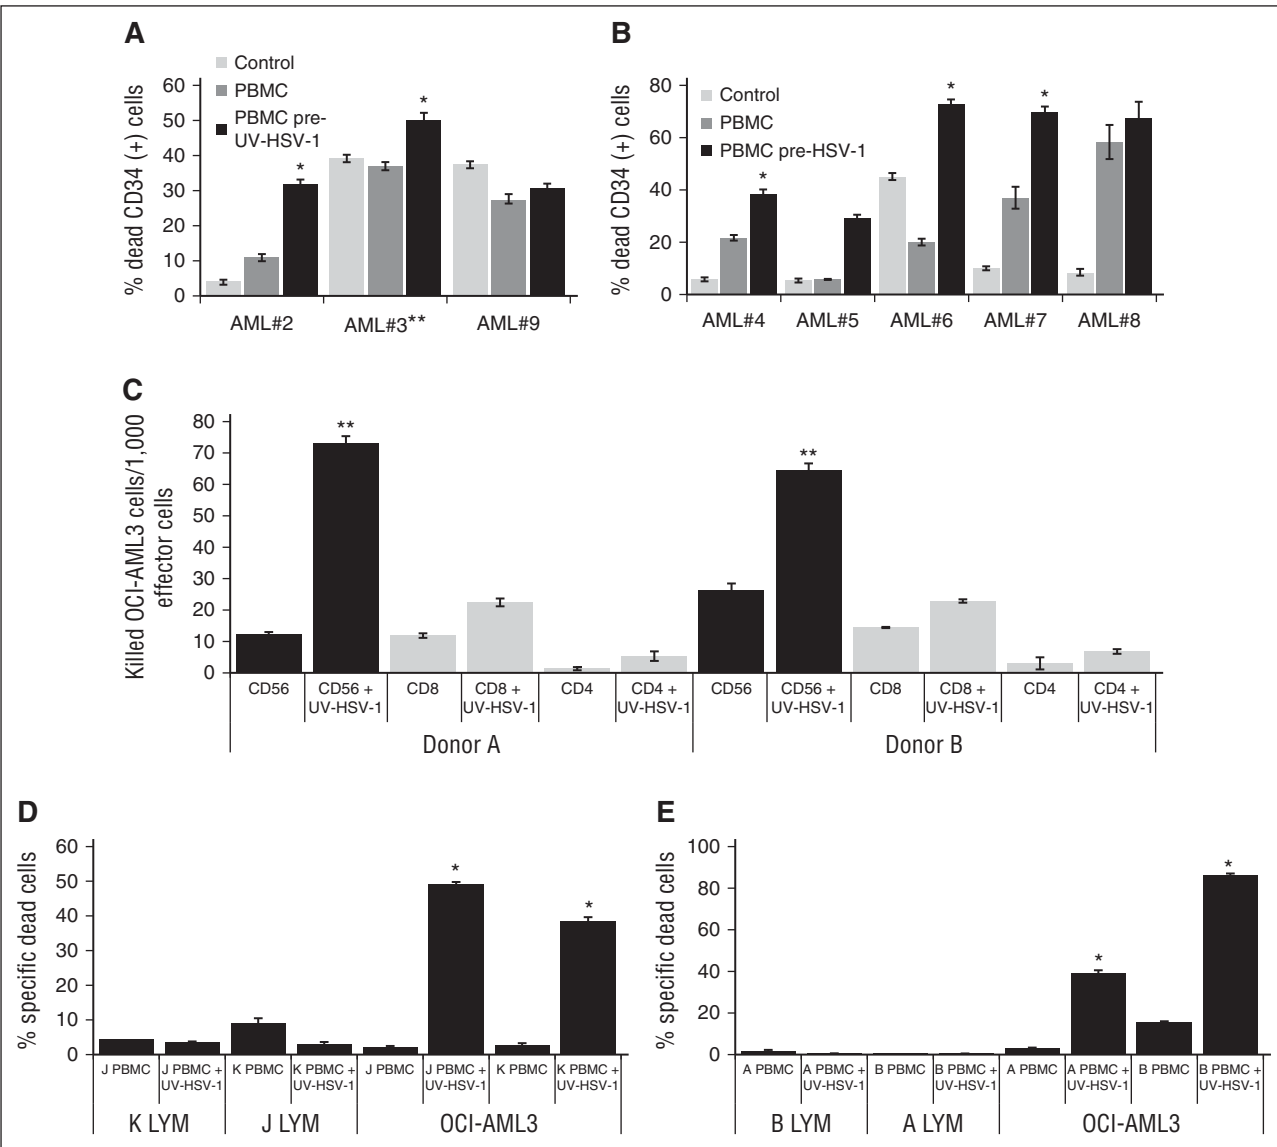 A
Control
PBMC
PBMC pre-
UV-HSV-1
% dead CD34 (+) cells
60
50
40
30
20
10
0
*
*
AML#2
AML#3**
AML#9
B
Control
PBMC
PBMC pre-HSV-1
% dead CD34 (+) cells
80
60
40
20
0
*
*
*
AML#4
AML#5
AML#6
AML#7
AML#8
C
Killed OCI-AML3 cells/1,000
effector cells
80
70
60
50
40
30
20
10
0
**
**
CD56
CD56 +
UV-HSV-1
CD8
CD8 +
UV-HSV-1
CD4
CD4 +
UV-HSV-1
CD56
CD56 +
UV-HSV-1
CD8
CD8 +
UV-HSV-1
CD4
CD4 +
UV-HSV-1
Donor A
Donor B
D
% specific dead cells
60
50
40
30
20
10
0
*
*
J PBMC
J PBMC +
UV-HSV-1
K PBMC
K PBMC +
UV-HSV-1
J PBMC
J PBMC +
UV-HSV-1
K PBMC
K PBMC +
UV-HSV-1
K LYM
J LYM
OCI-AML3
E
% specific dead cells
100
80
60
40
20
0
*
*
A PBMC
A PBMC +
UV-HSV-1
B PBMC
B PBMC +
UV-HSV-1
A PBMC
A PBMC +
UV-HSV-1
B PBMC
B PBMC +
UV-HSV-1
B LYM
A LYM
OCI-AML3